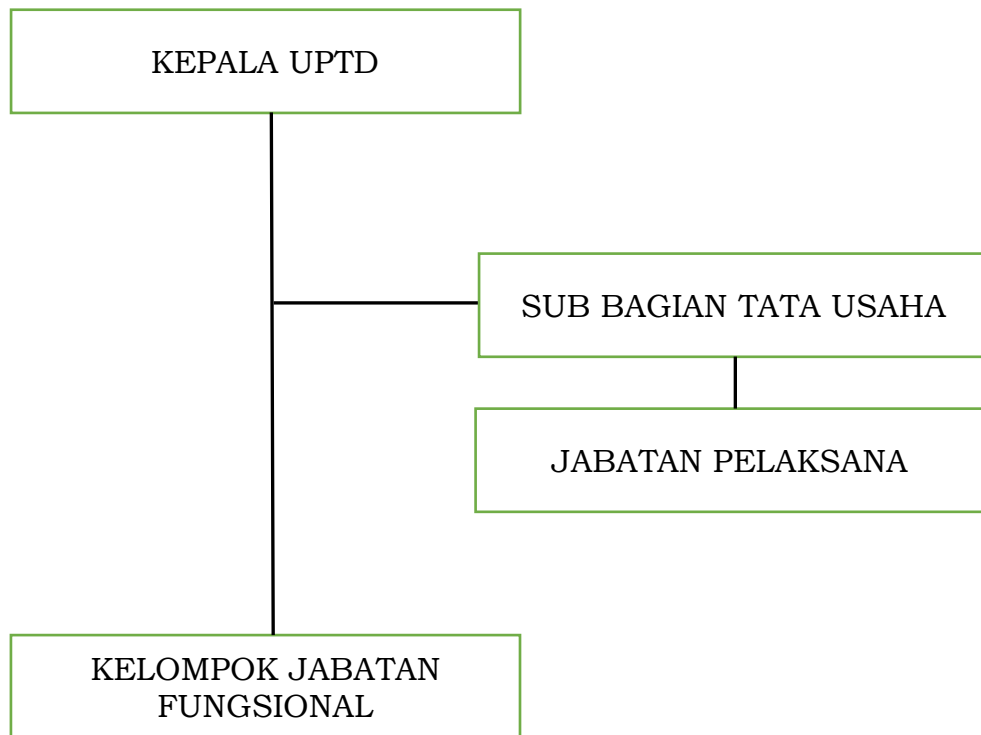 KEPALA UPTD
SUB BAGIAN TATA USAHA
JABATAN PELAKSANA
KELOMPOK JABATAN
FUNGSIONAL